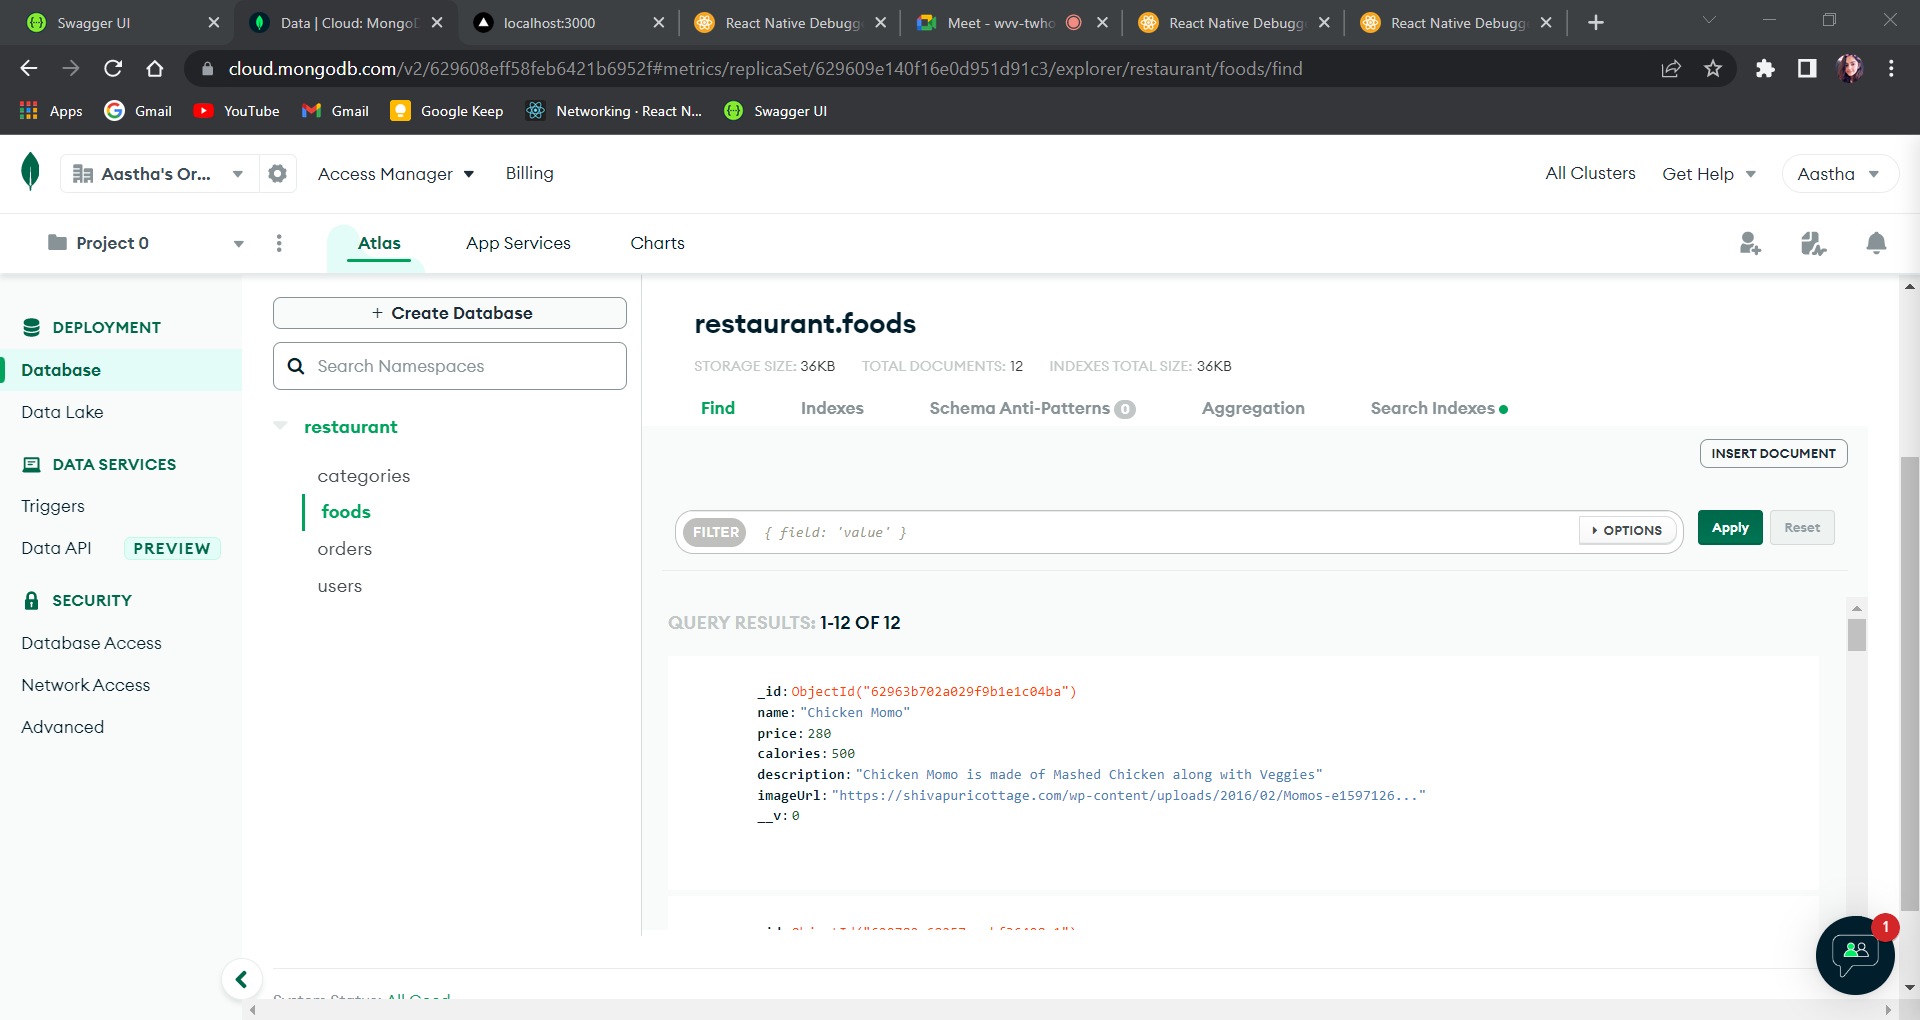 Swagger UI
Data | Cloud: MongoD
localhost:3000
React Native Debugg
Meet - wvv-twho
React Native Debugg
React Native Debugg
cloud.mongodb.com/v2/629608eff58feb6421b6952f#metrics/replicaSet/629609e140f16e0d951d91c3/explorer/restaurant/foods/find
Apps
Gmail
YouTube
Gmail
Google Keep
Networking · React N...
Swagger UI
Aastha's Or...
Access Manager
Billing
All Clusters
Get Help
Aastha
Project 0
Atlas
App Services
Charts
DEPLOYMENT
Database
Data Lake
DATA SERVICES
Triggers
Data API PREVIEW
SECURITY
Database Access
Network Access
Advanced
+ Create Database
Search Namespaces
restaurant
categories
foods
orders
users
restaurant.foods
STORAGE SIZE: 36KB TOTAL DOCUMENTS: 12 INDEXES TOTAL SIZE: 36KB
Find Indexes Schema Anti-Patterns 0 Aggregation Search Indexes
INSERT DOCUMENT
FILTER { field: 'value' } OPTIONS Apply Reset
QUERY RESULTS: 1-12 OF 12
_id: ObjectId("62963b702a029f9b1e1c04ba")
name: "Chicken Momo"
price: 280
calories: 500
description: "Chicken Momo is made of Mashed Chicken along with Veggies"
imageUrl: "https://shivapuricottage.com/wp-content/uploads/2016/02/Momos-e1597126..."
__v: 0
System Status: All Good
1